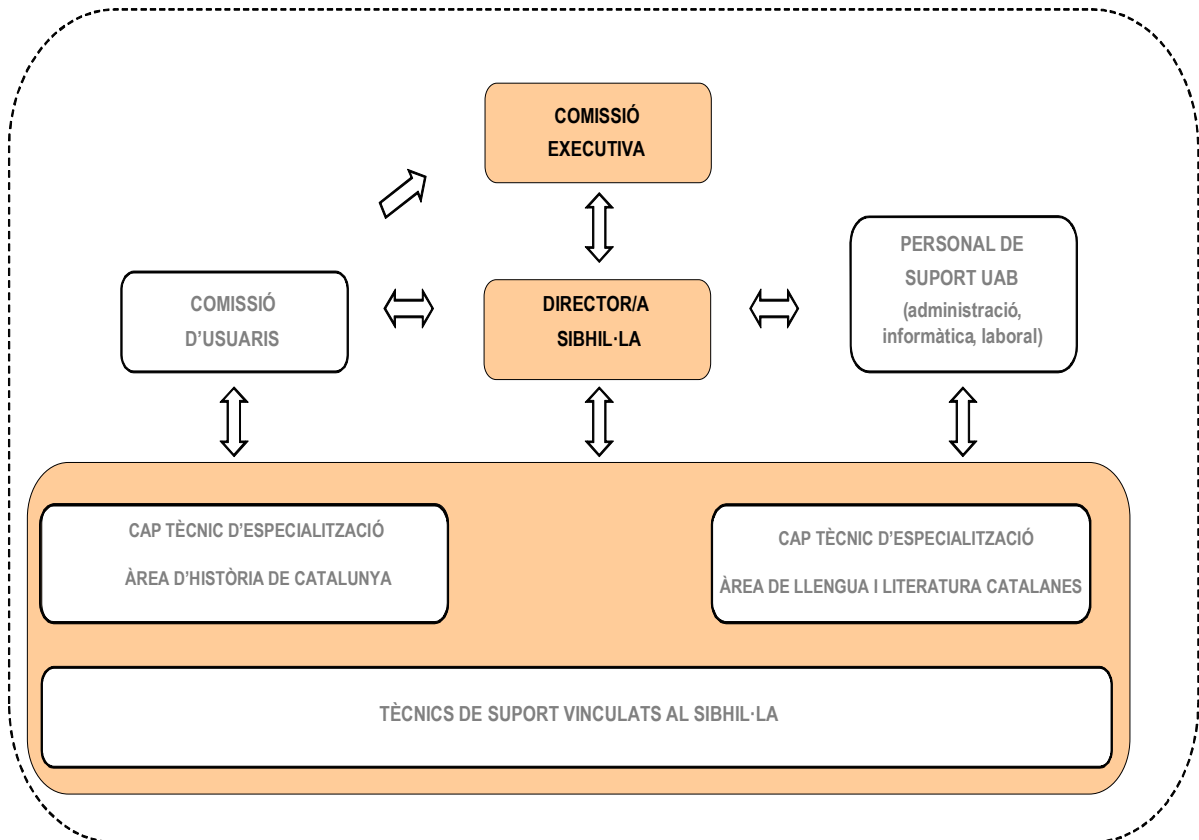 COMISSIÓ
EXECUTIVA
PERSONAL DE
SUPORT UAB
(administració,
informàtica, laboral)
COMISSIÓ
D’USUARIS
DIRECTOR/A
SIBHIL·LA
CAP TÈCNIC D’ESPECIALITZACIÓ
ÀREA D’HISTÒRIA DE CATALUNYA
CAP TÈCNIC D’ESPECIALITZACIÓ
ÀREA DE LLENGUA I LITERATURA CATALANES
TÈCNICS DE SUPORT VINCULATS AL SIBHIL·LA